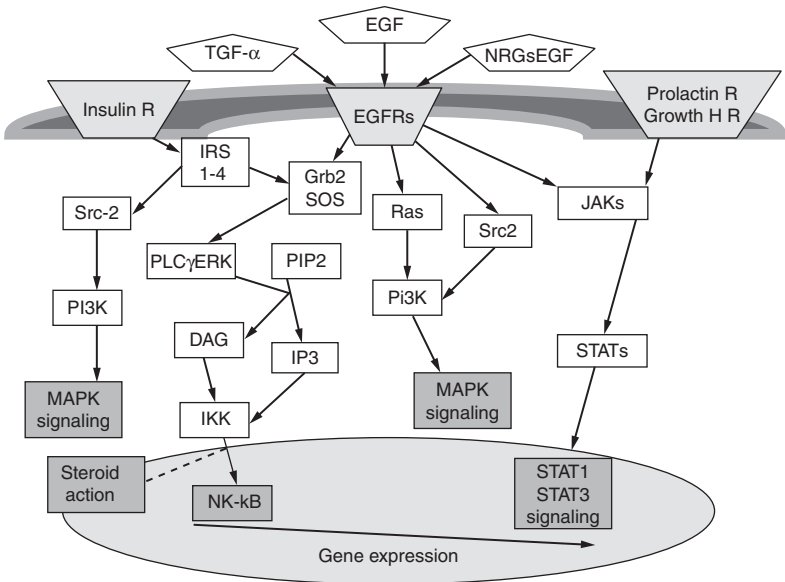 EGF
TGF-α
NRGsEGF
Insulin R
EGFRs
Prolactin R
Growth H R
IRS
1-4
Grb2
SOS
Src-2
Ras
Src2
JAKs
PLCγERK
PIP2
PI3K
Pi3K
DAG
IP3
STATs
MAPK
signaling
MAPK
signaling
IKK
Steroid
action
NK-kB
STAT1
STAT3
signaling
Gene expression